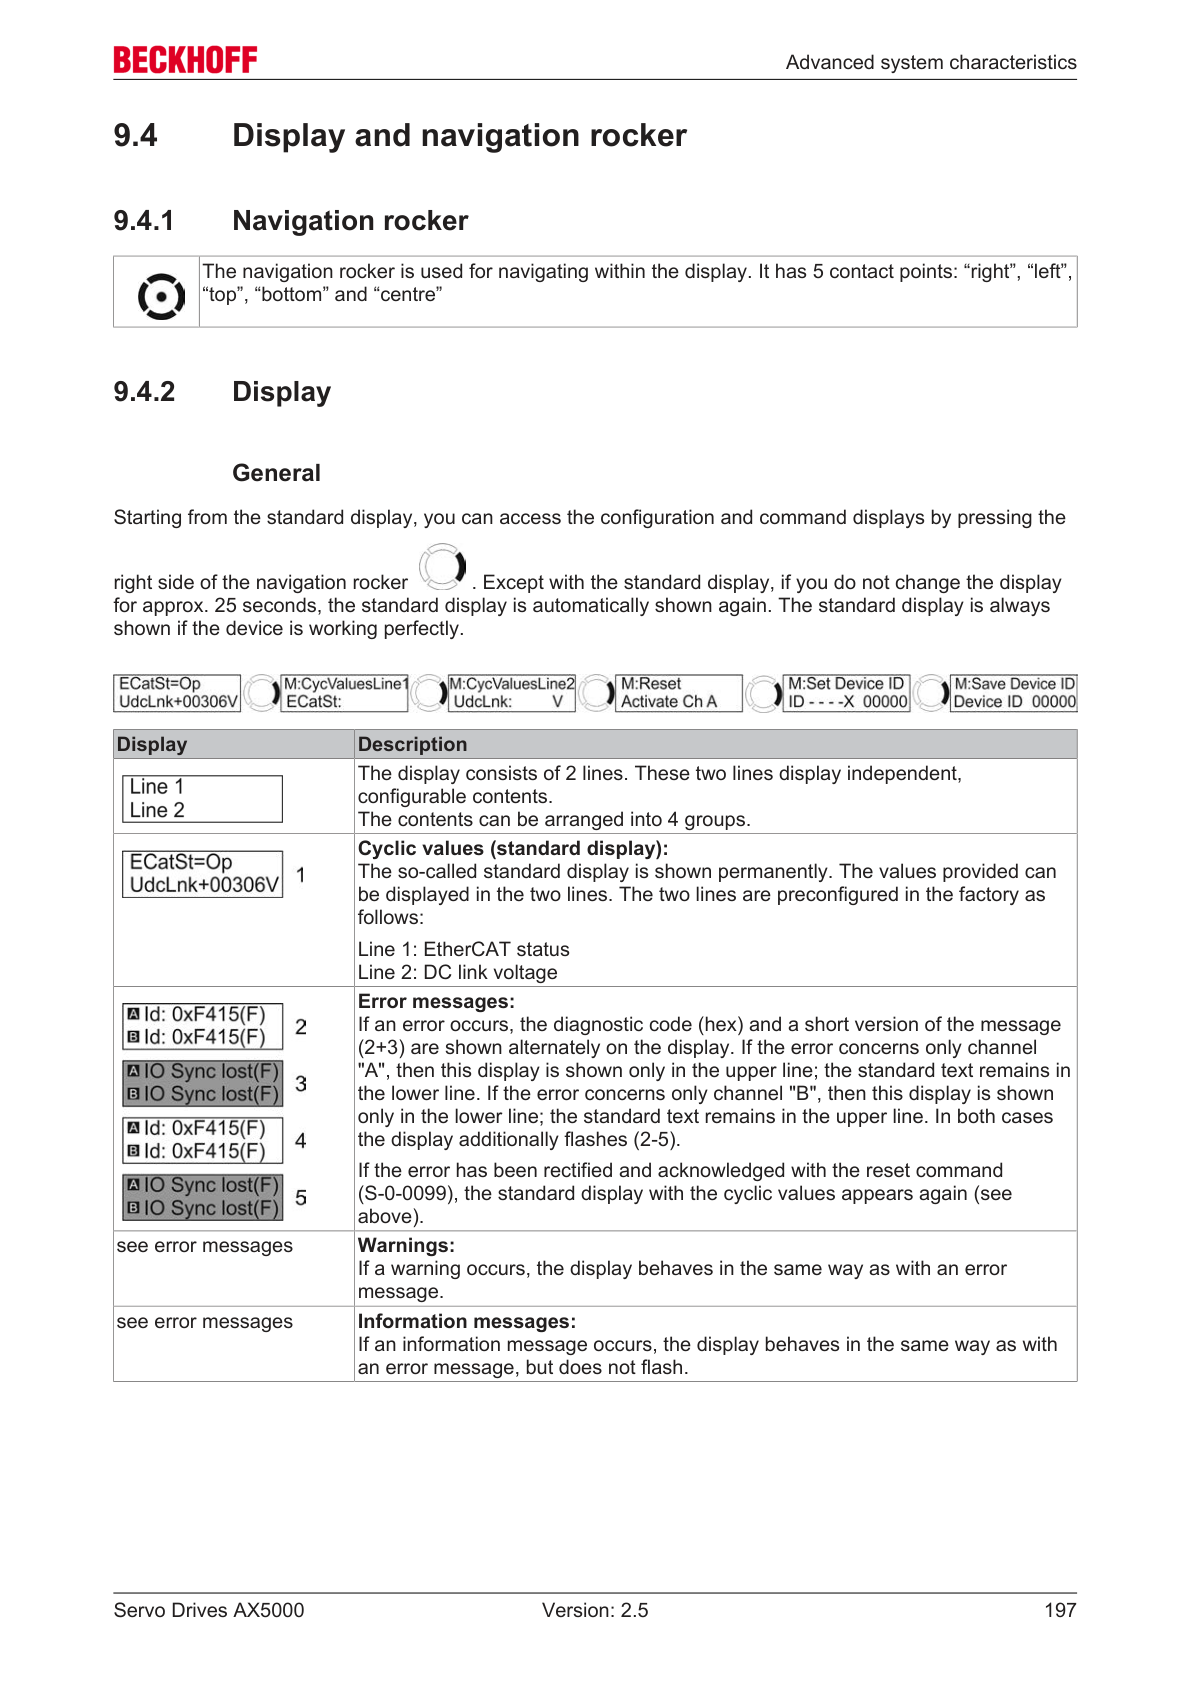 BECKHOFF
Advanced system characteristics
9.4 Display and navigation rocker
9.4.1 Navigation rocker
The navigation rocker is used for navigating within the display. It has 5 contact points: “right”, “left”,
“top”, “bottom” and “centre”
9.4.2 Display
General
Starting from the standard display, you can access the configuration and command displays by pressing the
right side of the navigation rocker . Except with the standard display, if you do not change the display
for approx. 25 seconds, the standard display is automatically shown again. The standard display is always
shown if the device is working perfectly.
ECatSt=Op
UdcLnk+00306V
M:CycValuesLine1
ECatSt:
M:CycValuesLine2
UdcLnk: V
M:Reset
Activate Ch A
M:Set Device ID
ID - - - -X 00000
M:Save Device ID
Device ID 00000
Display Description
Line 1
Line 2
The display consists of 2 lines. These two lines display independent,
configurable contents.
The contents can be arranged into 4 groups.
ECatSt=Op
UdcLnk+00306V
1
Cyclic values (standard display):
The so-called standard display is shown permanently. The values provided can
be displayed in the two lines. The two lines are preconfigured in the factory as
follows:
Line 1: EtherCAT status
Line 2: DC link voltage
A Id: 0xF415(F)
B Id: 0xF415(F)
2
A IO Sync lost(F)
B IO Sync lost(F)
3
A Id: 0xF415(F)
B Id: 0xF415(F)
4
A IO Sync lost(F)
B IO Sync lost(F)
5
Error messages:
If an error occurs, the diagnostic code (hex) and a short version of the message
(2+3) are shown alternately on the display. If the error concerns only channel
"A", then this display is shown only in the upper line; the standard text remains in
the lower line. If the error concerns only channel "B", then this display is shown
only in the lower line; the standard text remains in the upper line. In both cases
the display additionally flashes (2-5).
If the error has been rectified and acknowledged with the reset command
(S-0-0099), the standard display with the cyclic values appears again (see
above).
see error messages
Warnings:
If a warning occurs, the display behaves in the same way as with an error
message.
see error messages
Information messages:
If an information message occurs, the display behaves in the same way as with
an error message, but does not flash.
Servo Drives AX5000 Version: 2.5 197